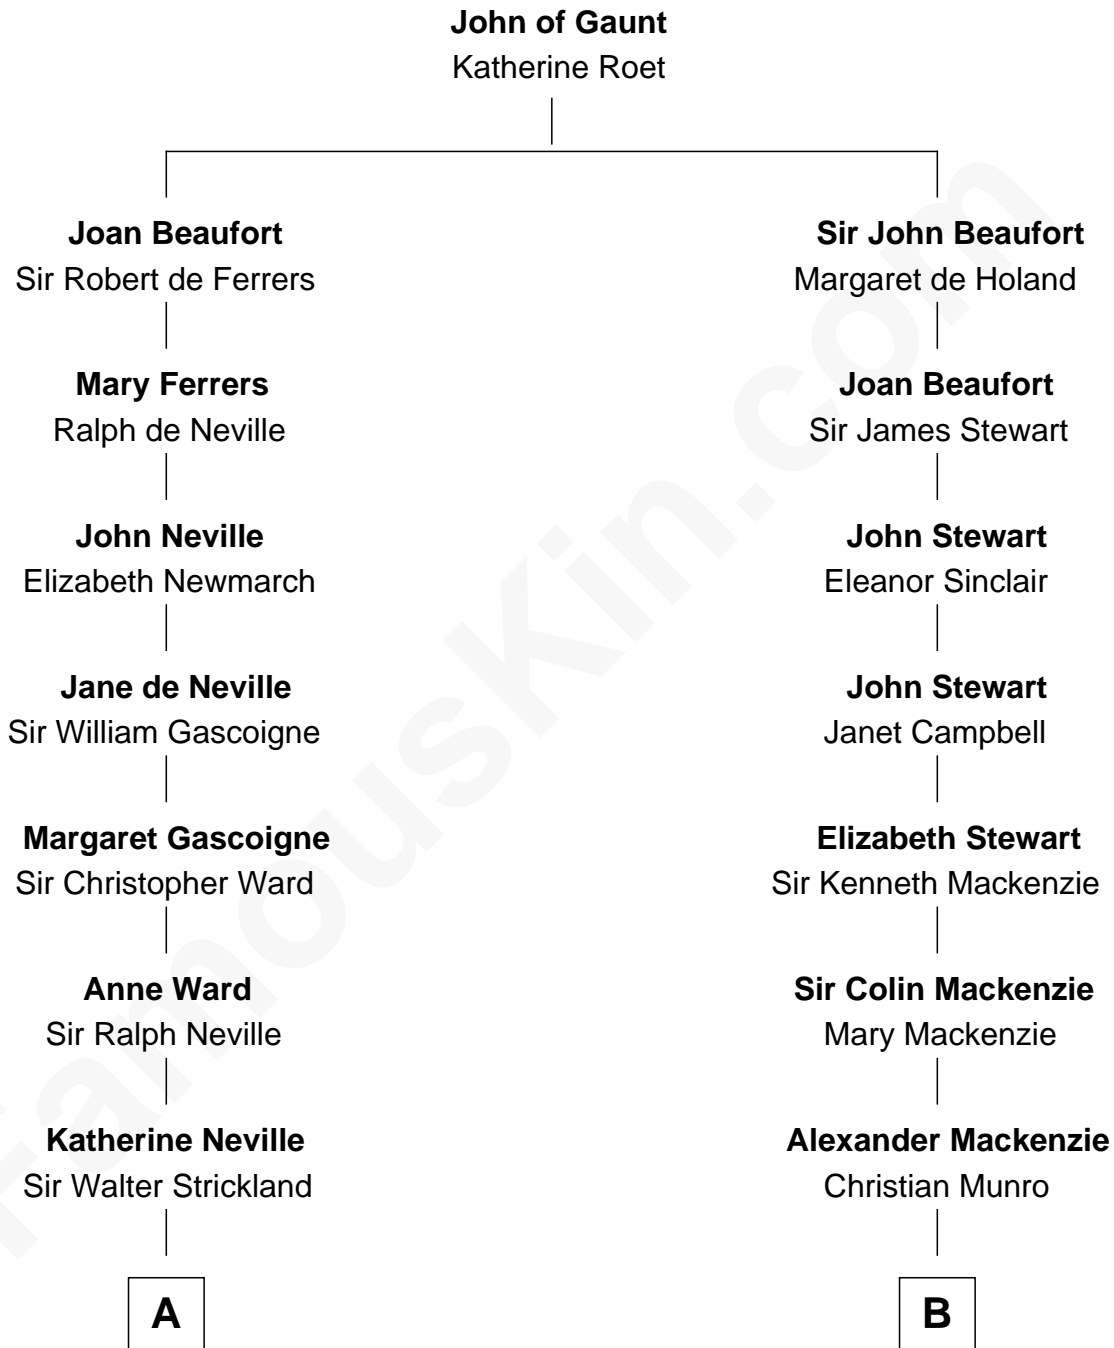 John of Gaunt
Katherine Roet
Joan Beaufort
Sir Robert de Ferrers
Sir John Beaufort
Margaret de Holand
Mary Ferrers
Ralph de Neville
Joan Beaufort
Sir James Stewart
John Neville
Elizabeth Newmarch
John Stewart
Eleanor Sinclair
Jane de Neville
Sir William Gascoigne
John Stewart
Janet Campbell
Margaret Gascoigne
Sir Christopher Ward
Elizabeth Stewart
Sir Kenneth Mackenzie
Anne Ward
Sir Ralph Neville
Sir Colin Mackenzie
Mary Mackenzie
Katherine Neville
Sir Walter Strickland
Alexander Mackenzie
Christian Munro
A
B
FamousKin.com